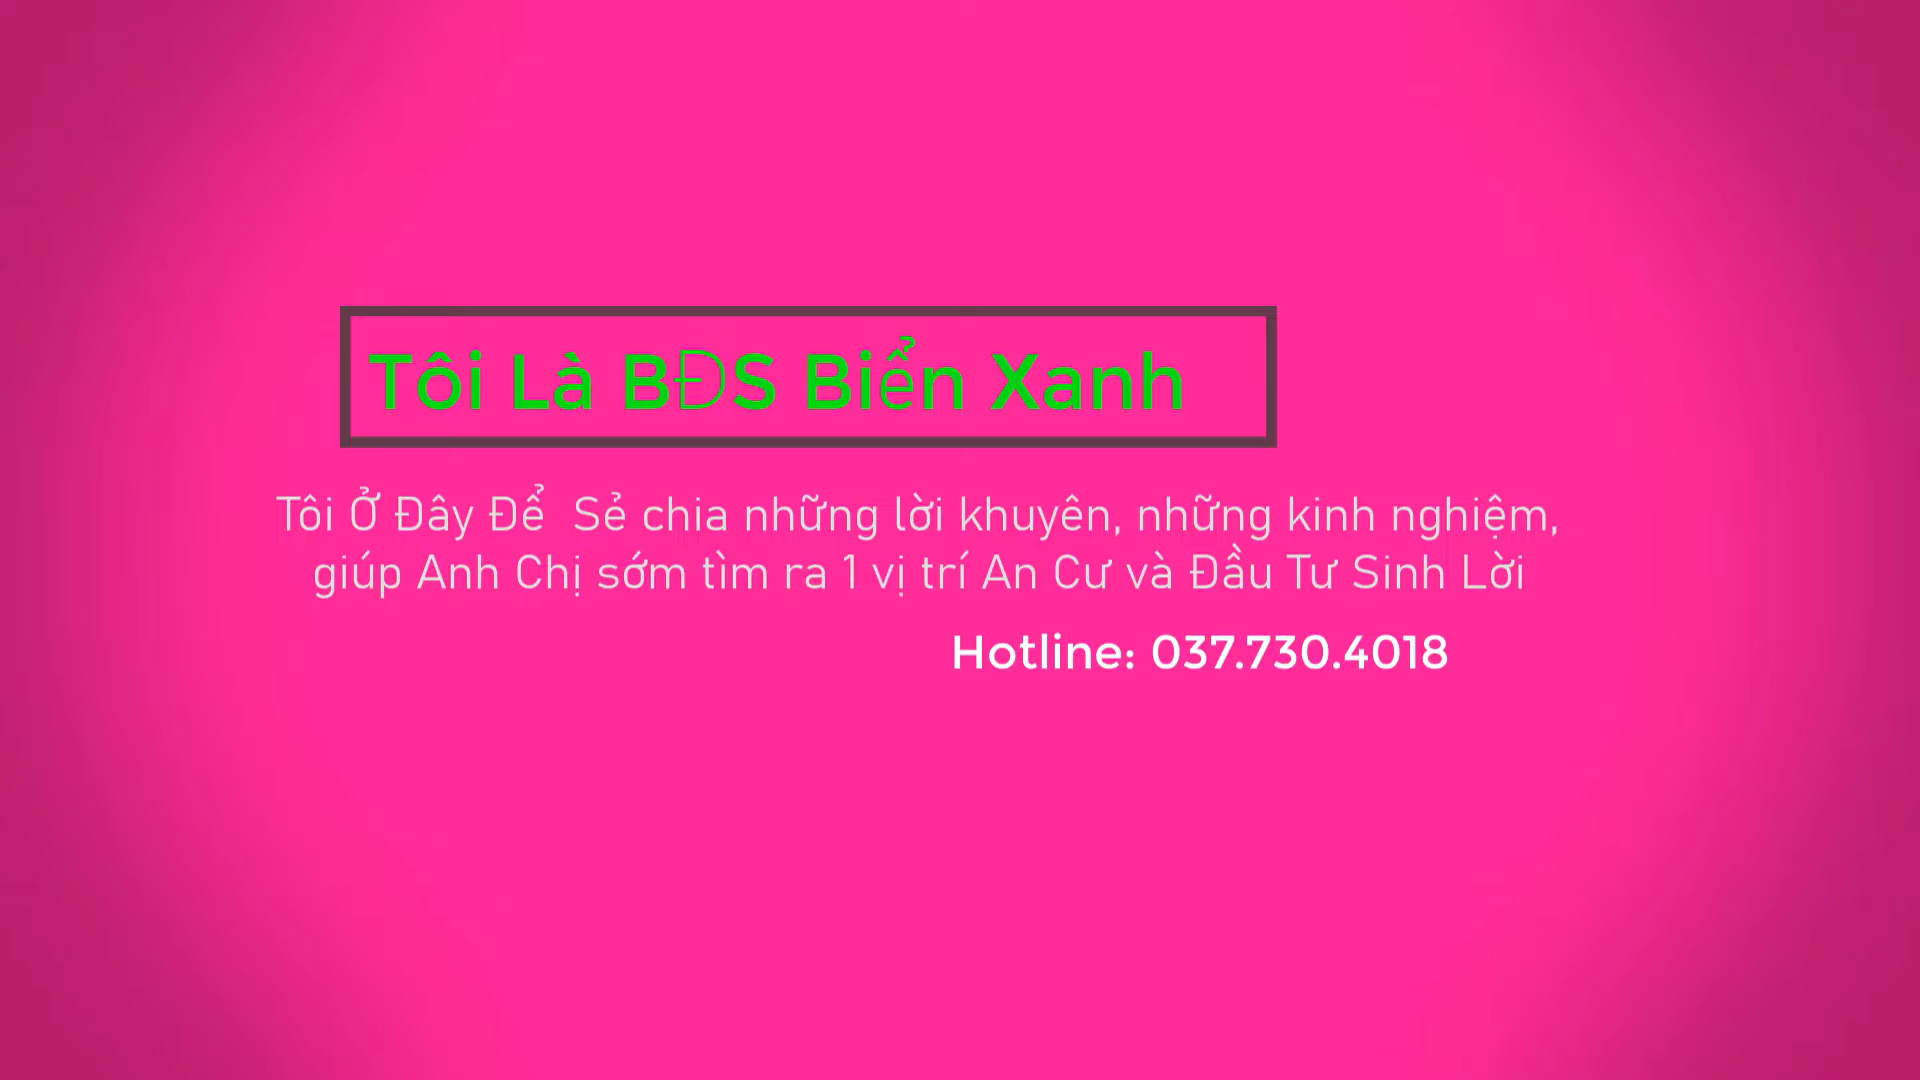 Tôi Là BĐS Biển Xanh
Tôi Ở Đây Để  Sẻ chia những lời khuyên, những kinh nghiệm,
giúp Anh Chị sớm tìm ra 1 vị trí An Cư và Đầu Tư Sinh Lời
Hotline: 037.730.4018